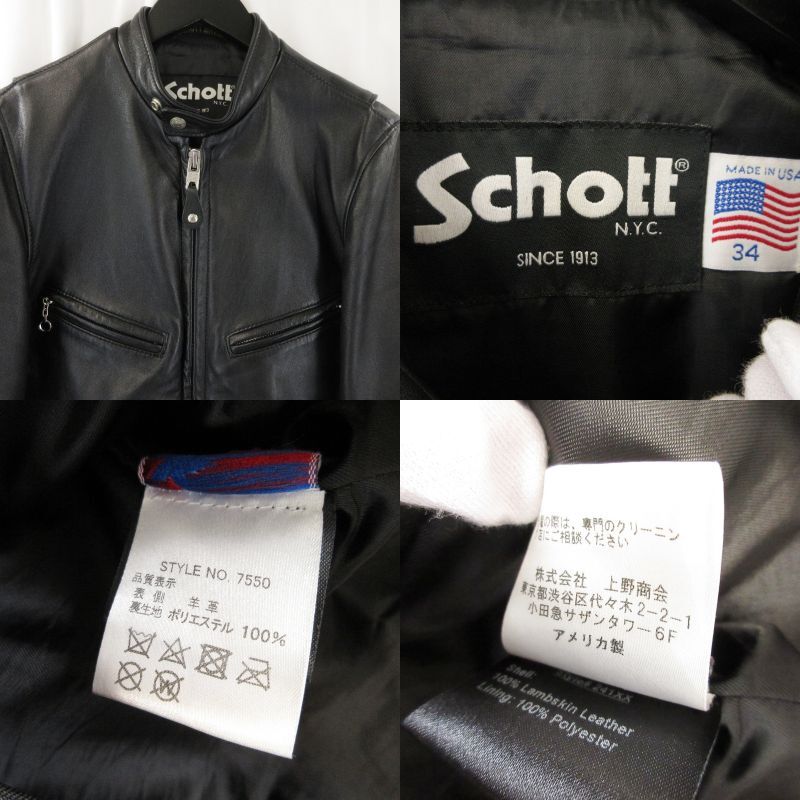 Schott
N.Y.C.
Schott®
N.Y.C.
SINCE 1913
MADE IN USA
34
STYLE NO. 7550
品質表示
表 側 羊 革
裏生地 ポリエステル 100%
の際は、専門のクリーニン
にご相談ください
株式会社 上野商会
東京都渋谷区代々木2-2-1
小田急サザンタワー6F
アメリカ製
Shell:
100% Lambskin Leather
Lining: 100% Polyester